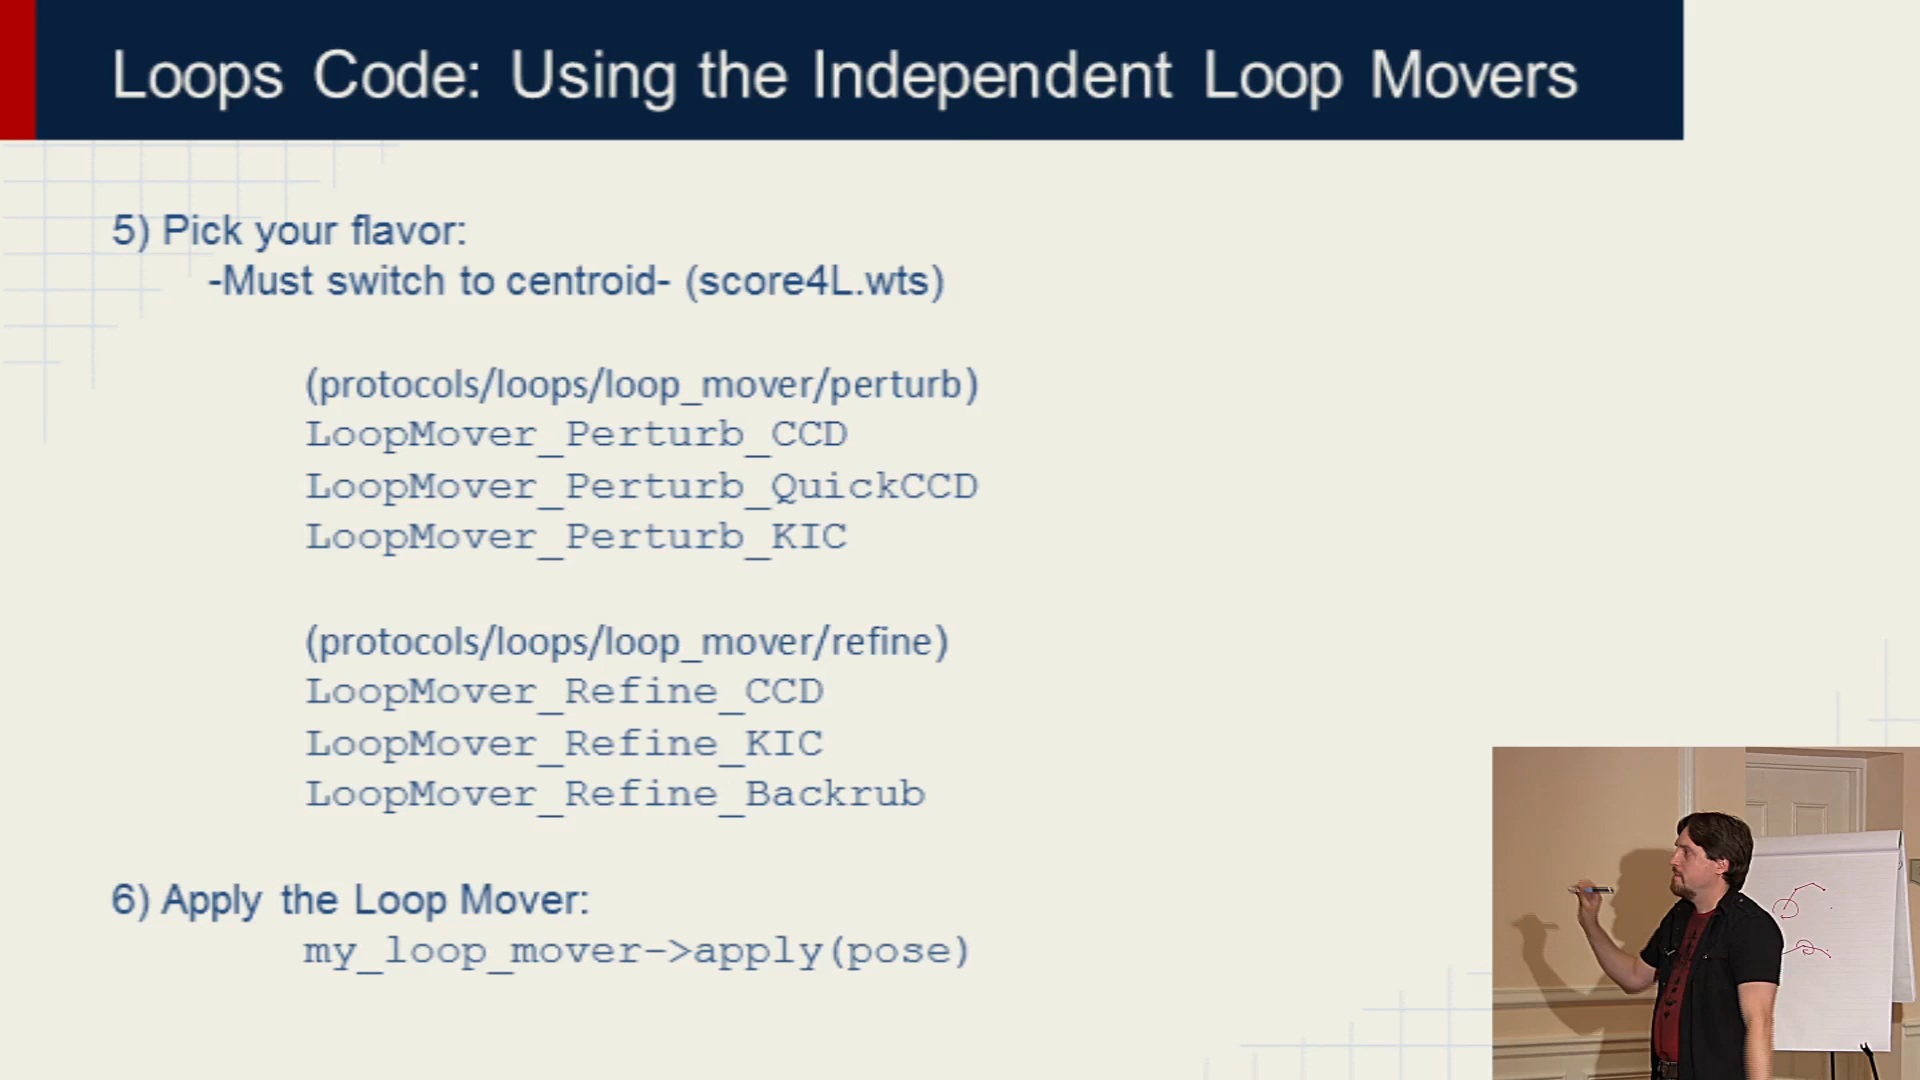 Loops Code: Using the Independent Loop Movers
5) Pick your flavor:
-Must switch to centroid- (score4L.wts)
(protocols/loops/loop_mover/perturb)
LoopMover_Perturb_CCD
LoopMover_Perturb_QuickCCD
LoopMover_Perturb_KIC
(protocols/loops/loop_mover/refine)
LoopMover_Refine_CCD
LoopMover_Refine_KIC
LoopMover_Refine_Backrub
6) Apply the Loop Mover:
my_loop_mover->apply(pose)